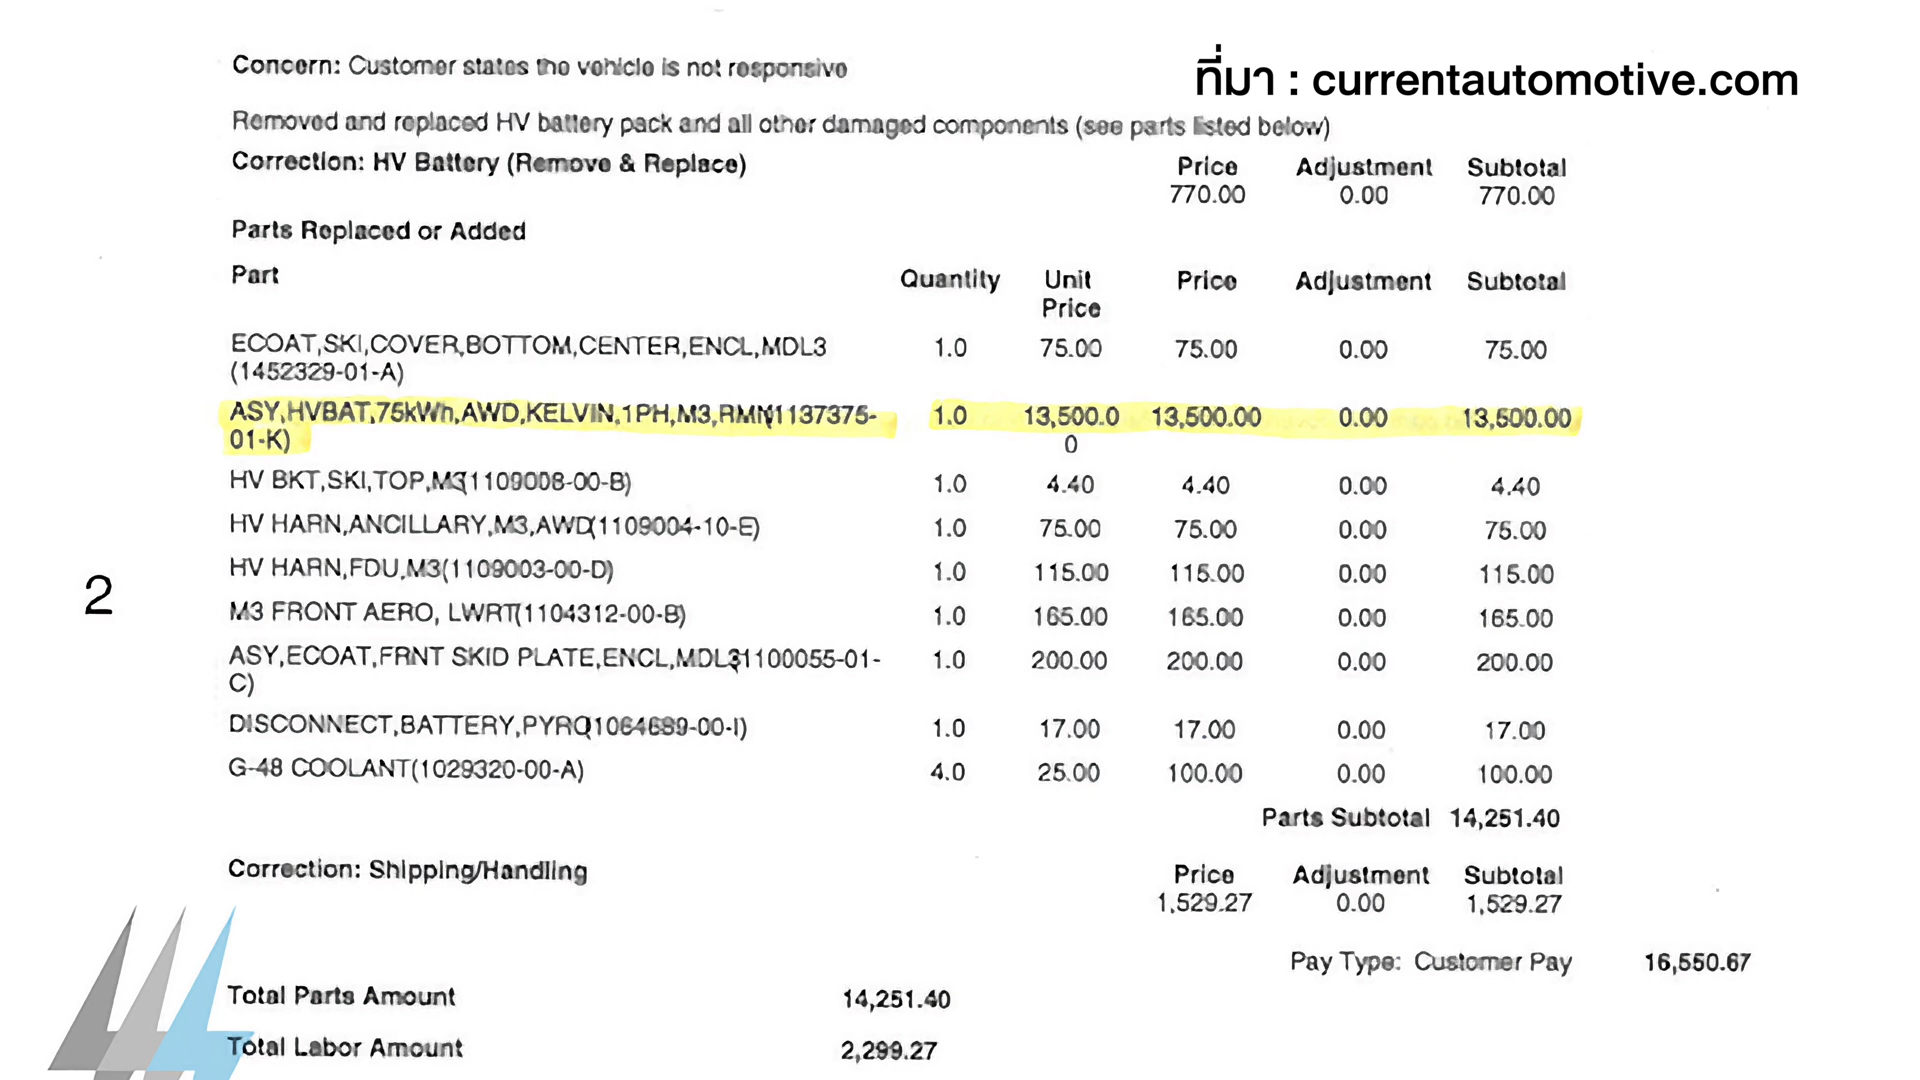 Concern: Customer states the vehicle is not responsive
ที่มา : currentautomotive.com
Removed and replaced HV battery pack and all other damaged components (see parts listed below)
Correction: HV Battery (Remove & Replace) Price Adjustment Subtotal
770.00 0.00 770.00
Parts Replaced or Added
Part Quantity Unit Price Adjustment Subtotal
Price
ECOAT,SKI,COVER,BOTTOM,CENTER,ENCL,MDL3 1.0 75.00 75.00 0.00 75.00
(1452329-01-A)
ASY,HVBAT,75kWh,AWD,KELVIN,1PH,M3,RMN(1137375- 1.0 13,500.0 13,500.00 0.00 13,500.00
01-K) 0
HV BKT,SKI,TOP,M3(1109008-00-B) 1.0 4.40 4.40 0.00 4.40
HV HARN,ANCILLARY,M3,AWD(1109004-10-E) 1.0 75.00 75.00 0.00 75.00
HV HARN,FDU,M3(1109003-00-D) 1.0 115.00 115.00 0.00 115.00
M3 FRONT AERO, LWRT(1104312-00-B) 1.0 165.00 165.00 0.00 165.00
2
ASY,ECOAT,FRNT SKID PLATE,ENCL,MDL3(1100055-01- 1.0 200.00 200.00 0.00 200.00
C)
DISCONNECT,BATTERY,PYRO(1064689-00-I) 1.0 17.00 17.00 0.00 17.00
G-48 COOLANT(1029320-00-A) 4.0 25.00 100.00 0.00 100.00
Parts Subtotal 14,251.40
Correction: Shipping/Handling Price Adjustment Subtotal
1,529.27 0.00 1,529.27
Pay Type: Customer Pay 16,550.67
Total Parts Amount 14,251.40
Total Labor Amount 2,299.27